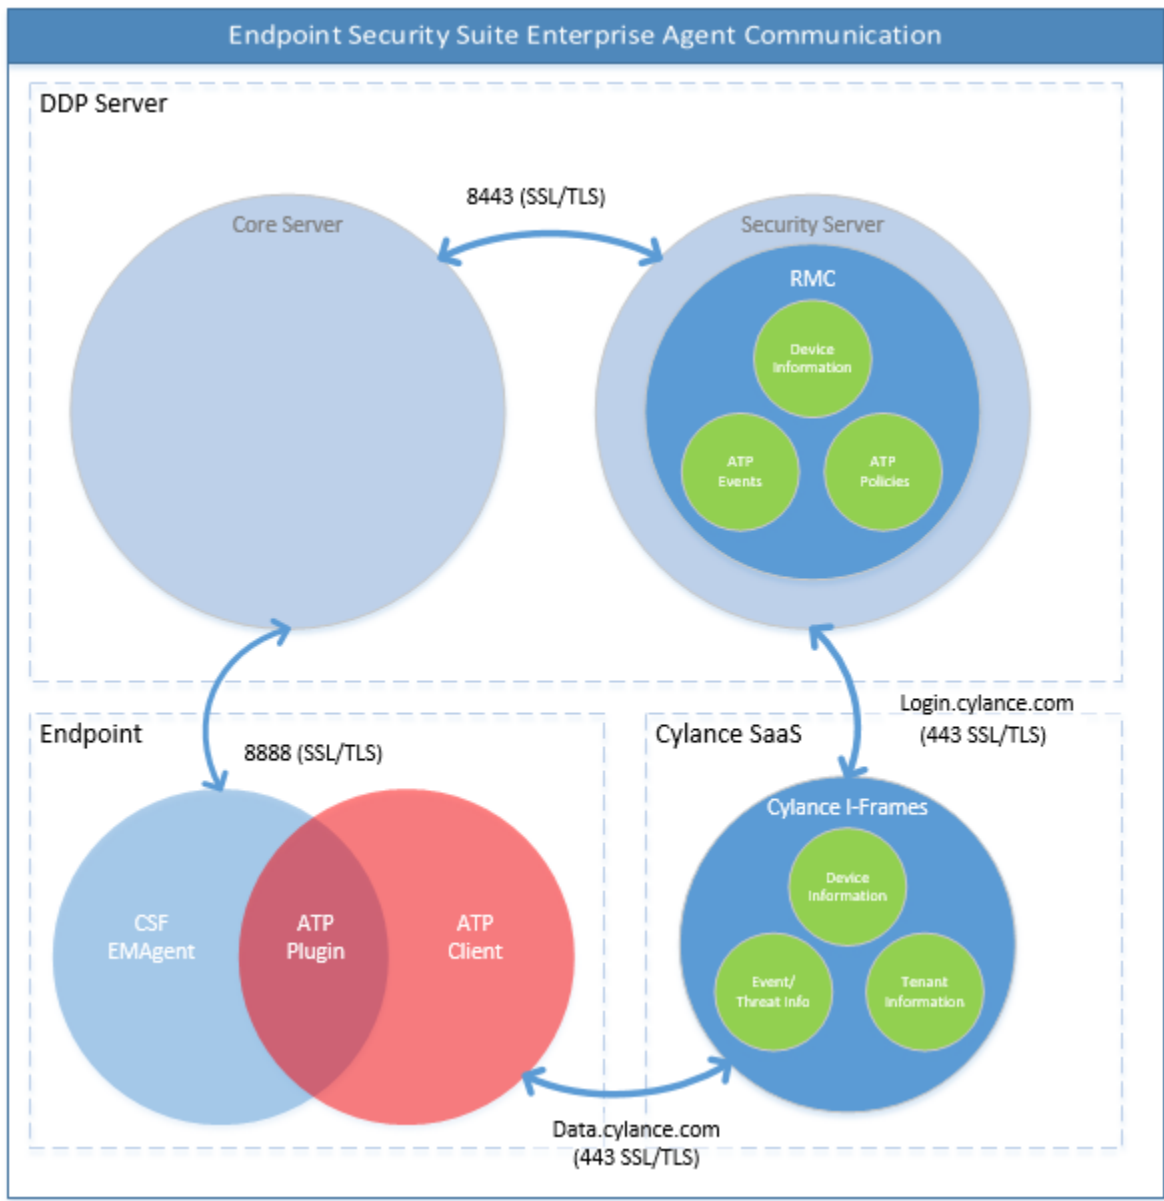 Endpoint Security Suite Enterprise Agent Communication
DDP Server
8443 (SSL/TLS)
Core Server
Security Server
RMC
Device
Information
ATP
Events
ATP
Policies
Endpoint
8888 (SSL/TLS)
Login.cylance.com
(443 SSL/TLS)
Cylance SaaS
CSF
EMAgent
ATP
Plugin
ATP
Client
Cylance I-Frames
Device
Information
Event/
Threat Info
Tenant
Information
Data.cylance.com
(443 SSL/TLS)